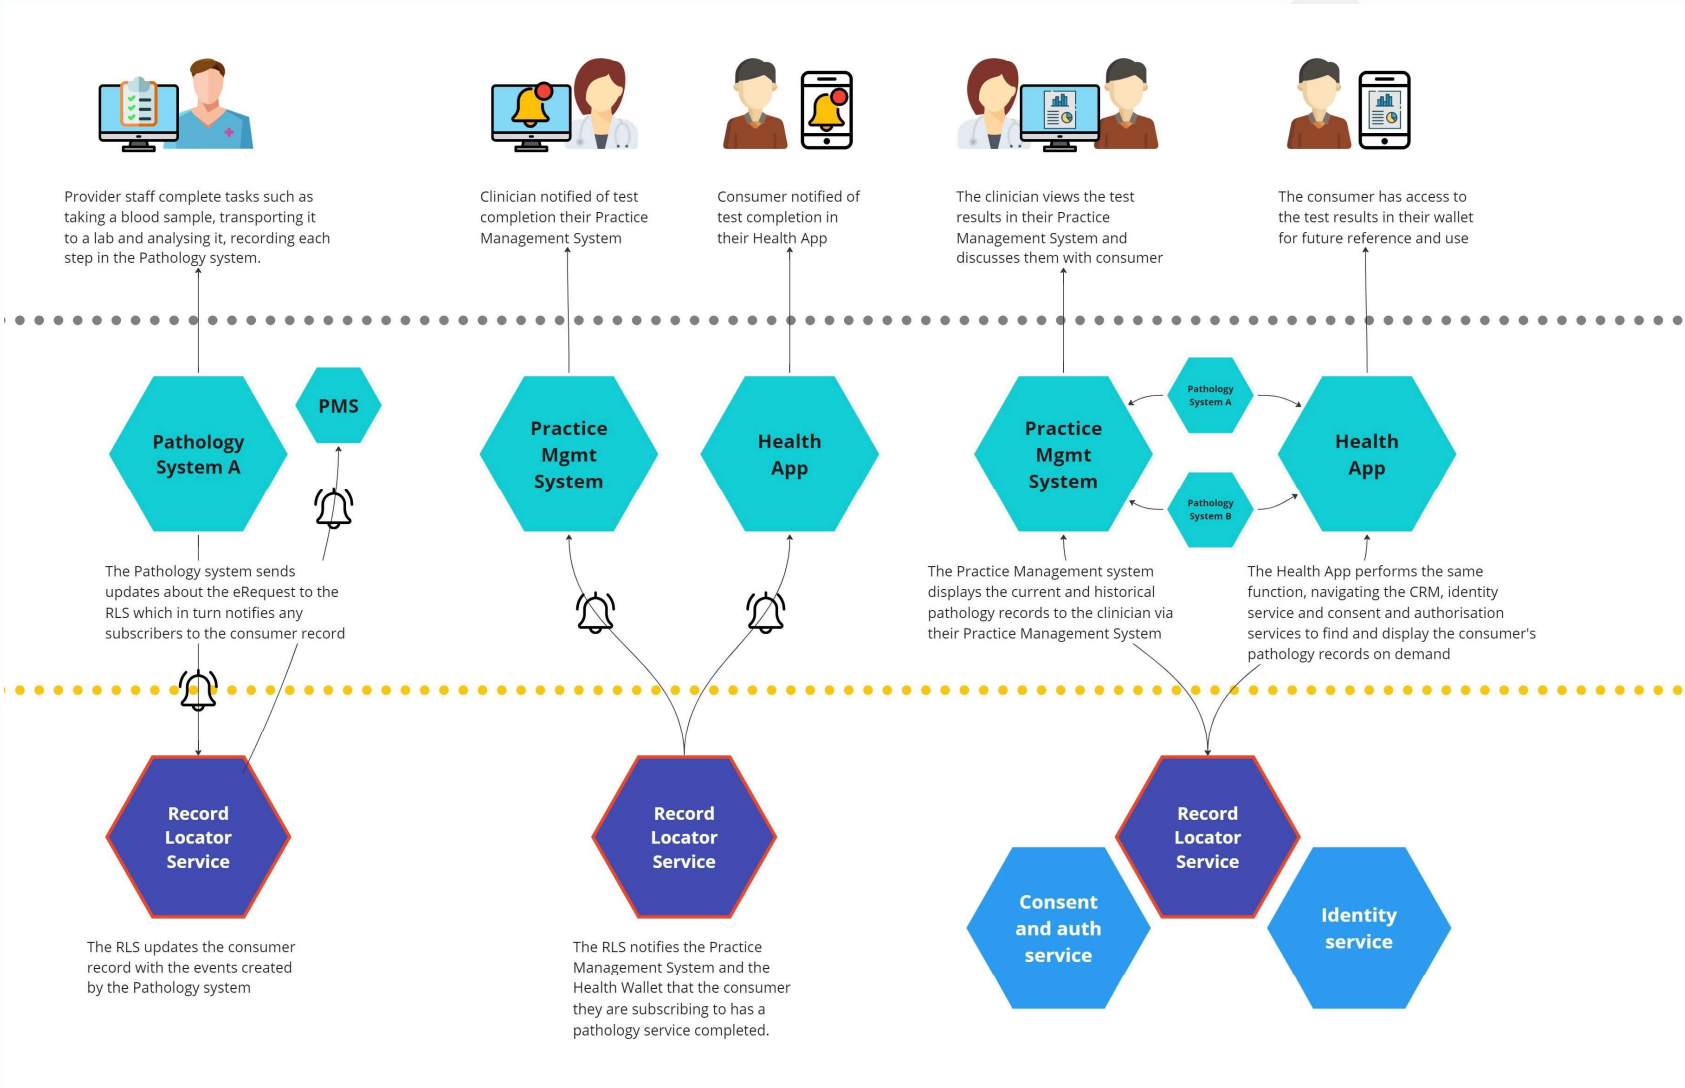 Provider staff complete tasks such as
taking a blood sample, transporting it
to a lab and analysing it, recording each
step in the Pathology system.
Clinician notified of test
completion their Practice
Management System
Consumer notified of
test completion in
their Health App
The clinician views the test
results in their Practice
Management System and
discusses them with consumer
The consumer has access to
the test results in their wallet
for future reference and use
Pathology
System A
PMS
Practice
Mgmt
System
Health
App
Practice
Mgmt
System
Pathology
System A
Pathology
System B
Health
App
The Pathology system sends
updates about the eRequest to the
RLS which in turn notifies any
subscribers to the consumer record
The Practice Management system
displays the current and historical
pathology records to the clinician via
their Practice Management System
The Health App performs the same
function, navigating the CRM, identity
service and consent and authorisation
services to find and display the consumer's
pathology records on demand
Record
Locator
Service
Record
Locator
Service
Record
Locator
Service
Consent
and auth
service
Identity
service
The RLS updates the consumer
record with the events created
by the Pathology system
The RLS notifies the Practice
Management System and the
Health Wallet that the consumer
they are subscribing to has a
pathology service completed.